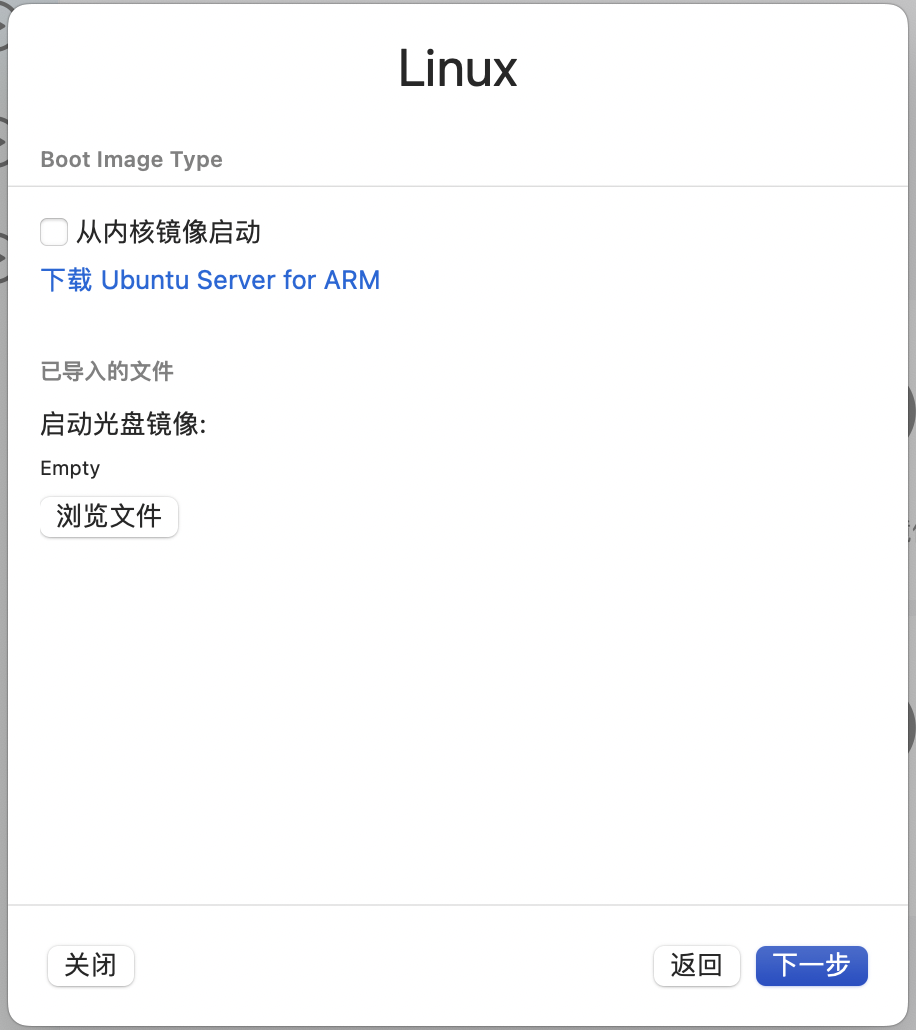 Linux
Boot Image Type
从内核镜像启动
下载 Ubuntu Server for ARM
已导入的文件
启动光盘镜像:
Empty
浏览文件
关闭
返回
下一步